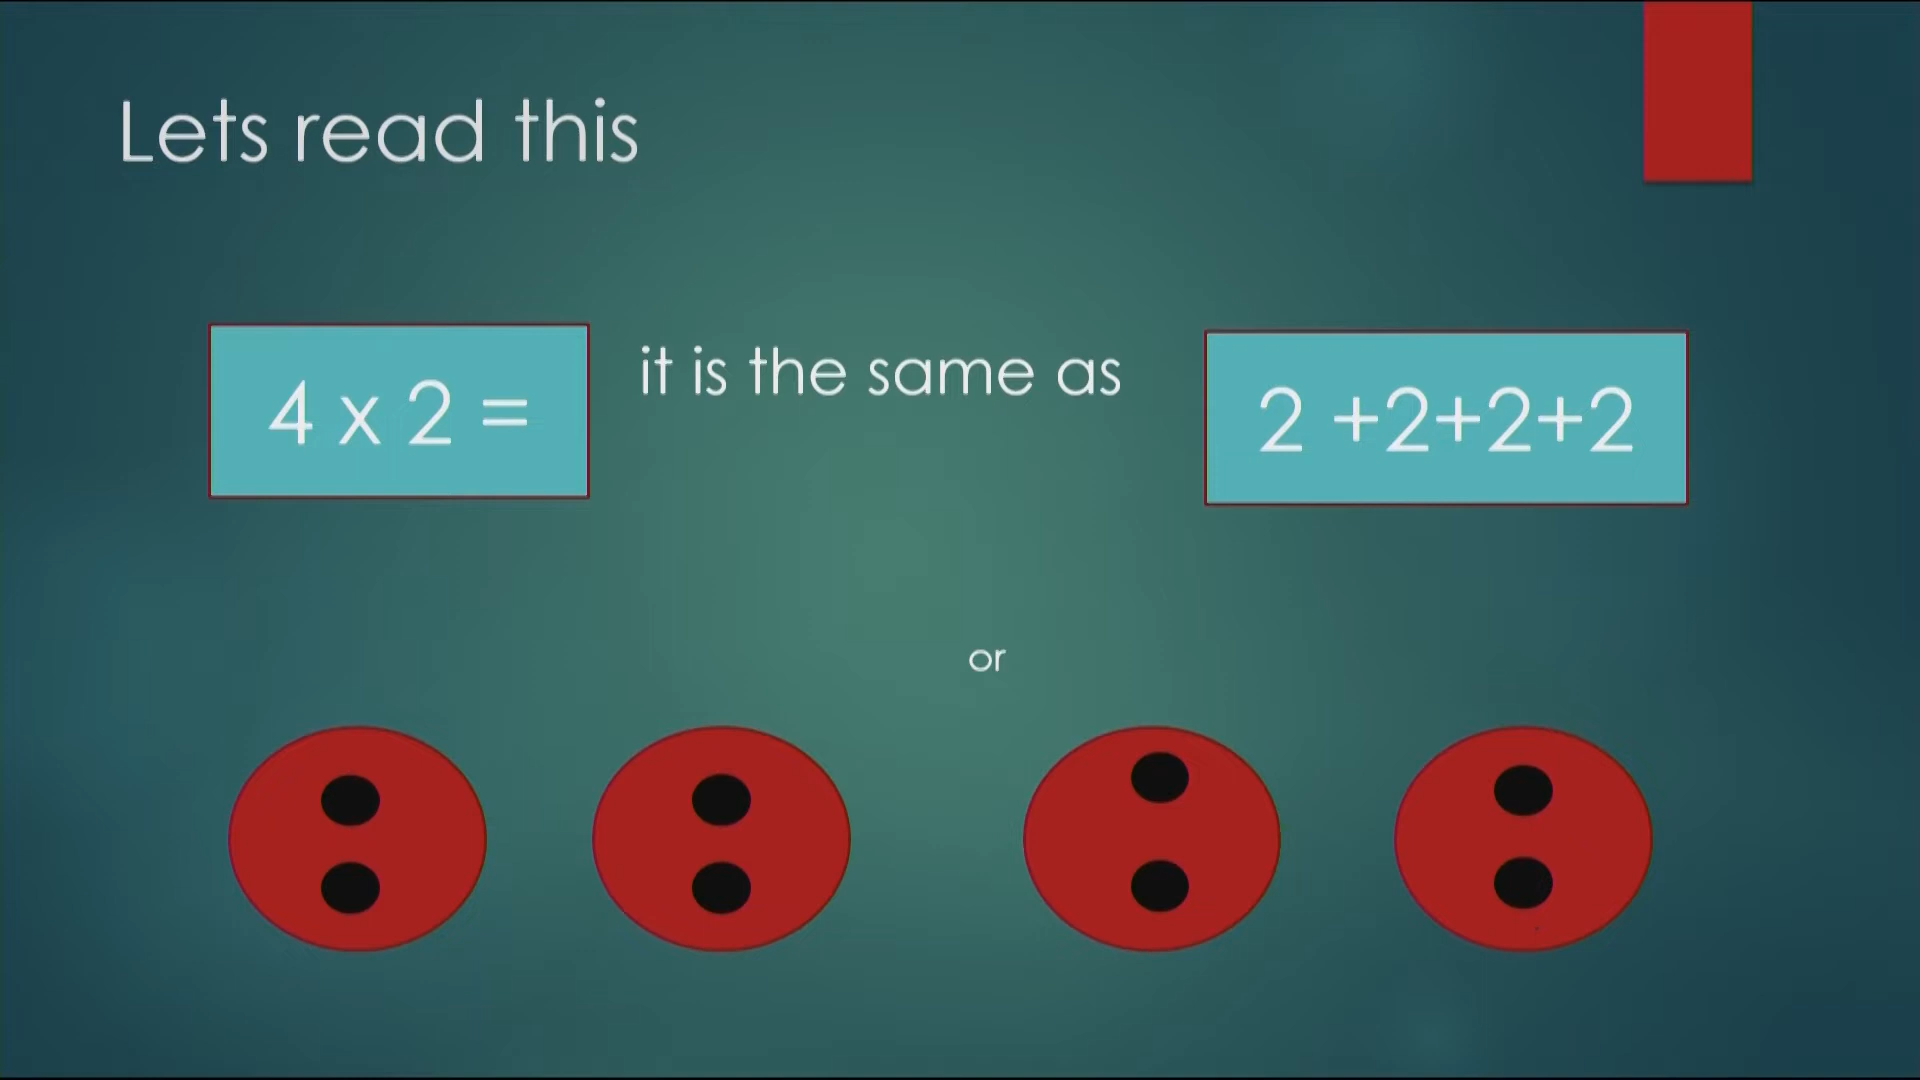 Lets read this
4 x 2 =
it is the same as
2 +2+2+2
or